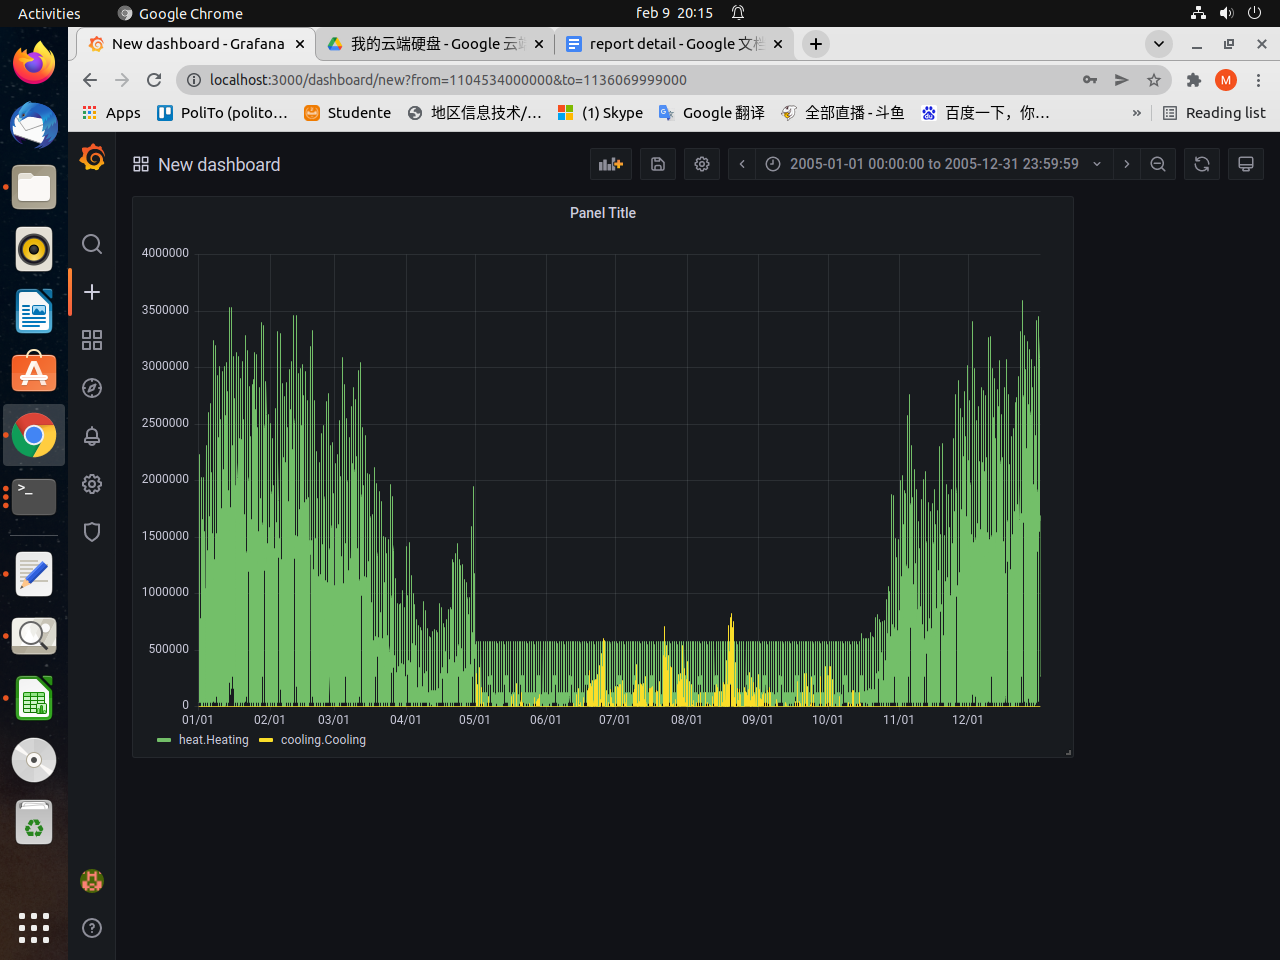 Activities
Google Chrome
feb 9 20:15
New dashboard - Grafana
我的云端硬盘 - Google 云端
report detail - Google 文档
localhost:3000/dashboard/new?from=1104534000000&to=1136069999000
M
Apps
PoliTo (polito...
Studente
地区信息技术/...
(1) Skype
Google 翻译
全部直播 - 斗鱼
百度一下，你...
»
Reading list
New dashboard
2005-01-01 00:00:00 to 2005-12-31 23:59:59
Panel Title
4000000
3500000
3000000
2500000
2000000
1500000
1000000
500000
0
01/01
02/01
03/01
04/01
05/01
06/01
07/01
08/01
09/01
10/01
11/01
12/01
heat.Heating
cooling.Cooling